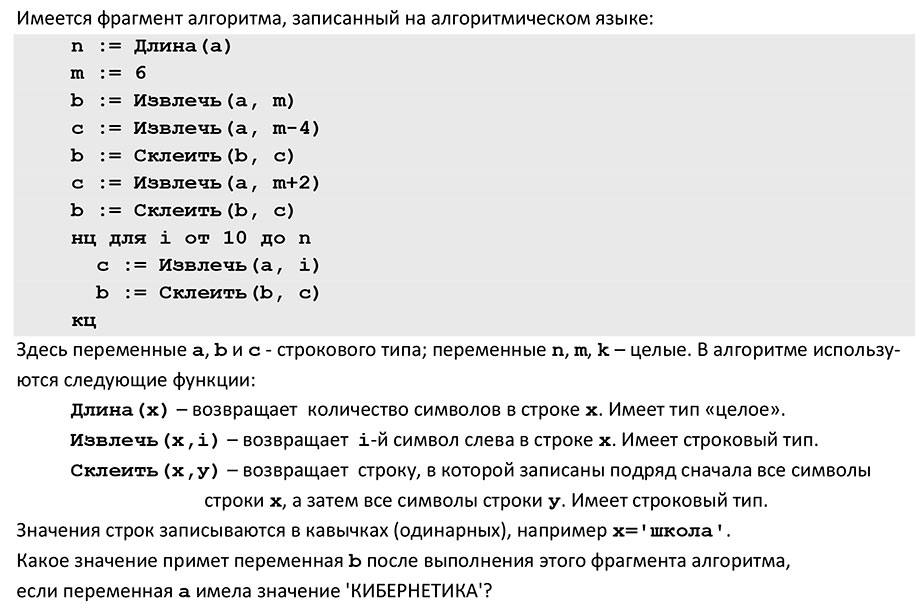 Имеется фрагмент алгоритма, записанный на алгоритмическом языке:
n := Длина(a)
m := 6
b := Извлечь(a, m)
c := Извлечь(a, m-4)
b := Склеить(b, c)
c := Извлечь(a, m+2)
b := Склеить(b, c)
нц для i от 10 до n
c := Извлечь(a, i)
b := Склеить(b, c)
кц
Здесь переменные a, b и c - строкового типа; переменные n, m, k – целые. В алгоритме использу-
ются следующие функции:
Длина(x) – возвращает количество символов в строке x. Имеет тип «целое».
Извлечь(x,i) – возвращает i-й символ слева в строке x. Имеет строковый тип.
Склеить(x,y) – возвращает строку, в которой записаны подряд сначала все символы
строки x, а затем все символы строки y. Имеет строковый тип.
Значения строк записываются в кавычках (одинарных), например x='школа'.
Какое значение примет переменная b после выполнения этого фрагмента алгоритма,
если переменная a имела значение 'КИБЕРНЕТИКА'?